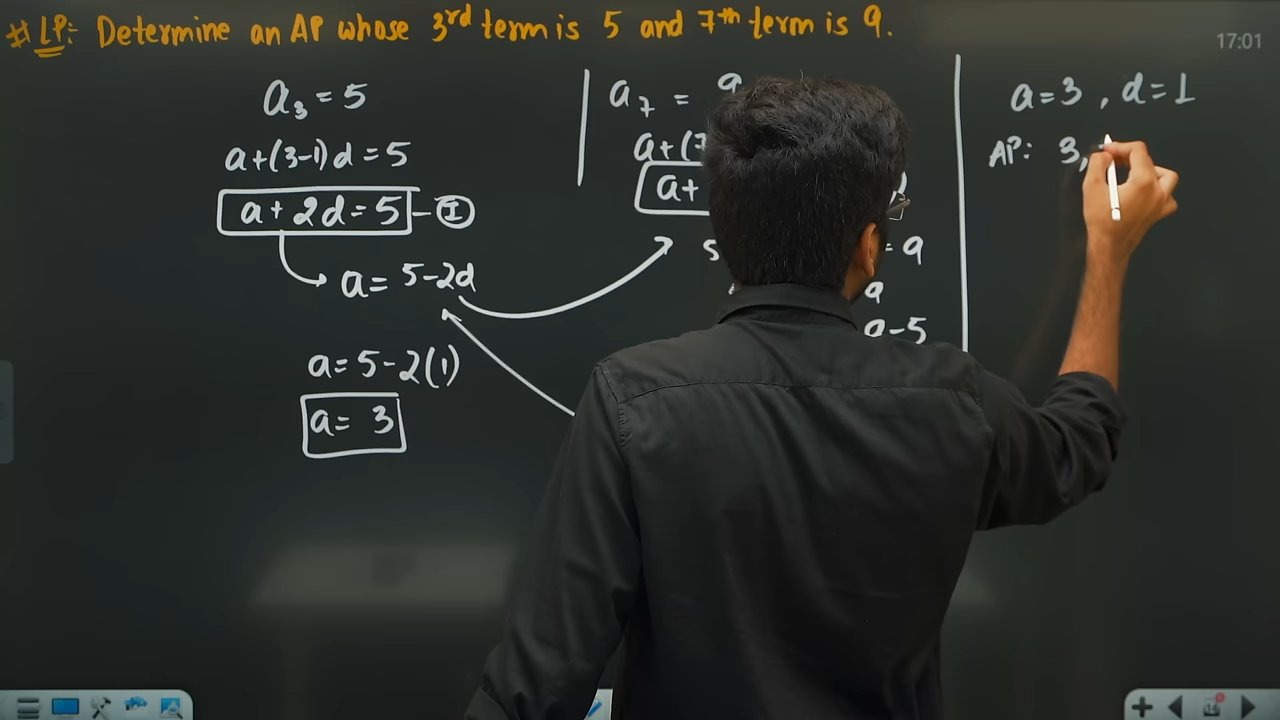 # LP: Determine an AP whose 3rd term is 5 and 7th term is 9.
17:01
a₃ = 5
a+(3-1)d = 5
a+2d=5 - Ⅰ
a= 5-2d
a= 5-2(1)
a= 3
a₇ = 9
a+(7
a+
5
= 9
9
9-5
a=3 , d=1
AP: 3,